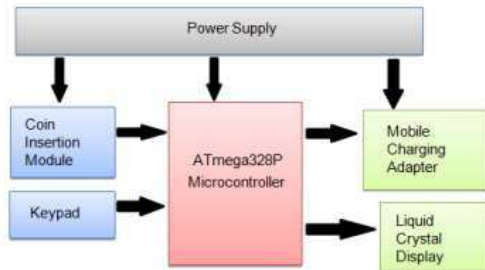 Power Supply
Coin
Insertion
Module
ATmega328P
Microcontroller
Mobile
Charging
Adapter
Keypad
Liquid
Crystal
Display